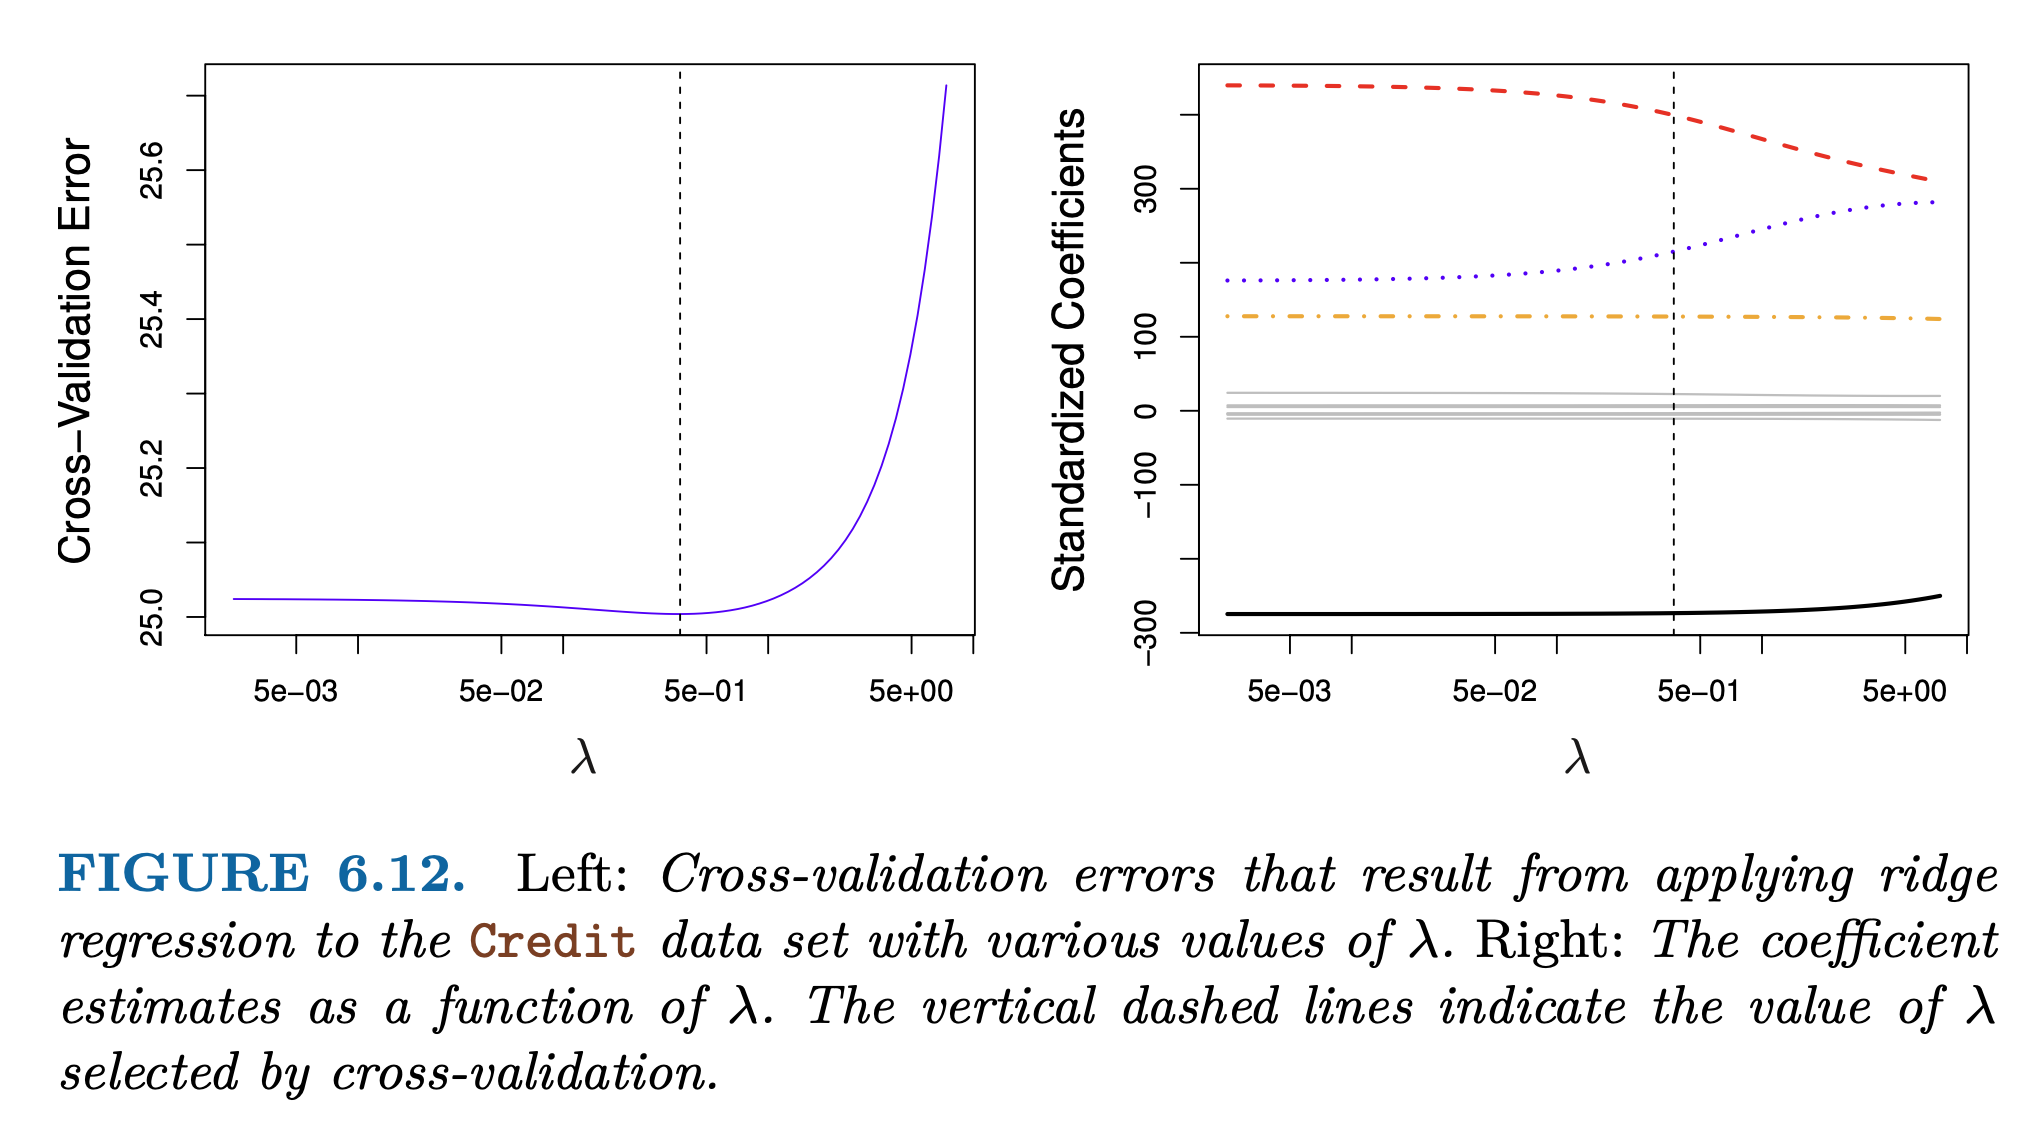 Cross−Validation Error
25.0 25.2 25.4 25.6
5e−03 5e−02 5e−01 5e+00
λ
Standardized Coefficients
−300 −100 0 100 300
5e−03 5e−02 5e−01 5e+00
λ
FIGURE 6.12. Left: Cross-validation errors that result from applying ridge
regression to the Credit data set with various values of λ. Right: The coefficient
estimates as a function of λ. The vertical dashed lines indicate the value of λ
selected by cross-validation.